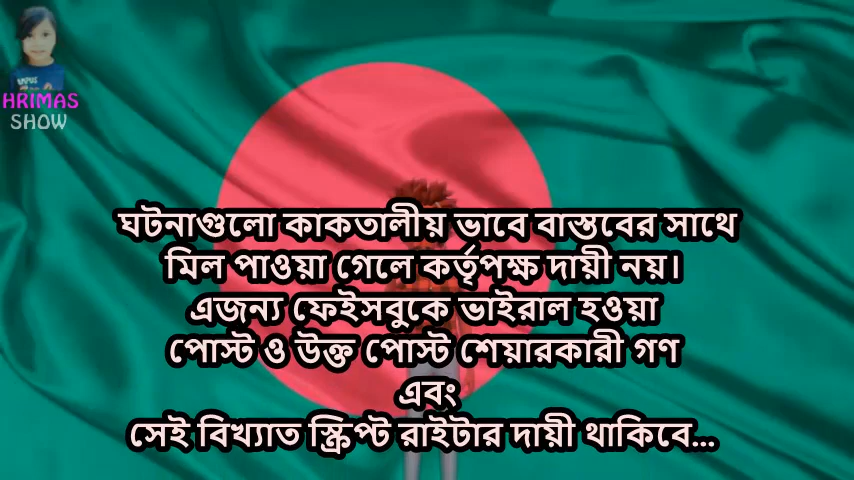 HRIMAS
SHOW
ঘটনাগুলো কাকতালীয় ভাবে বাস্তবের সাথে
মিল পাওয়া গেলে কর্তৃপক্ষ দায়ী নয়।
এজন্য ফেইসবুকে ভাইরাল হওয়া
পোস্ট ও উক্ত পোস্ট শেয়ারকারী গণ
এবং
সেই বিখ্যাত স্ক্রিপ্ট রাইটার দায়ী থাকিবে...